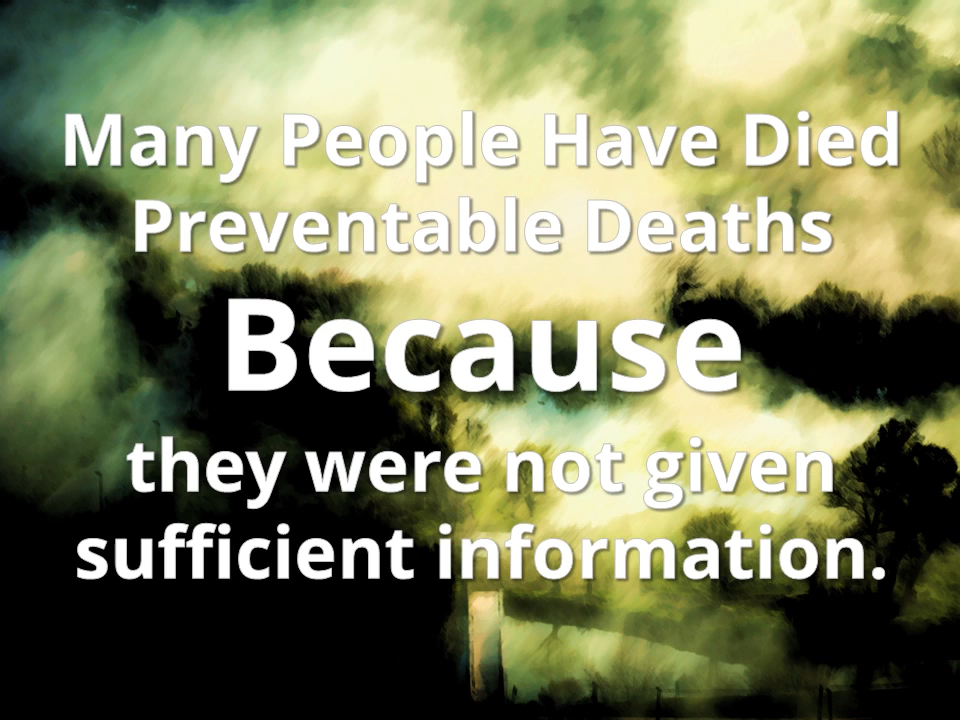 Many People Have Died
Preventable Deaths
Because
they were not given
sufficient information.